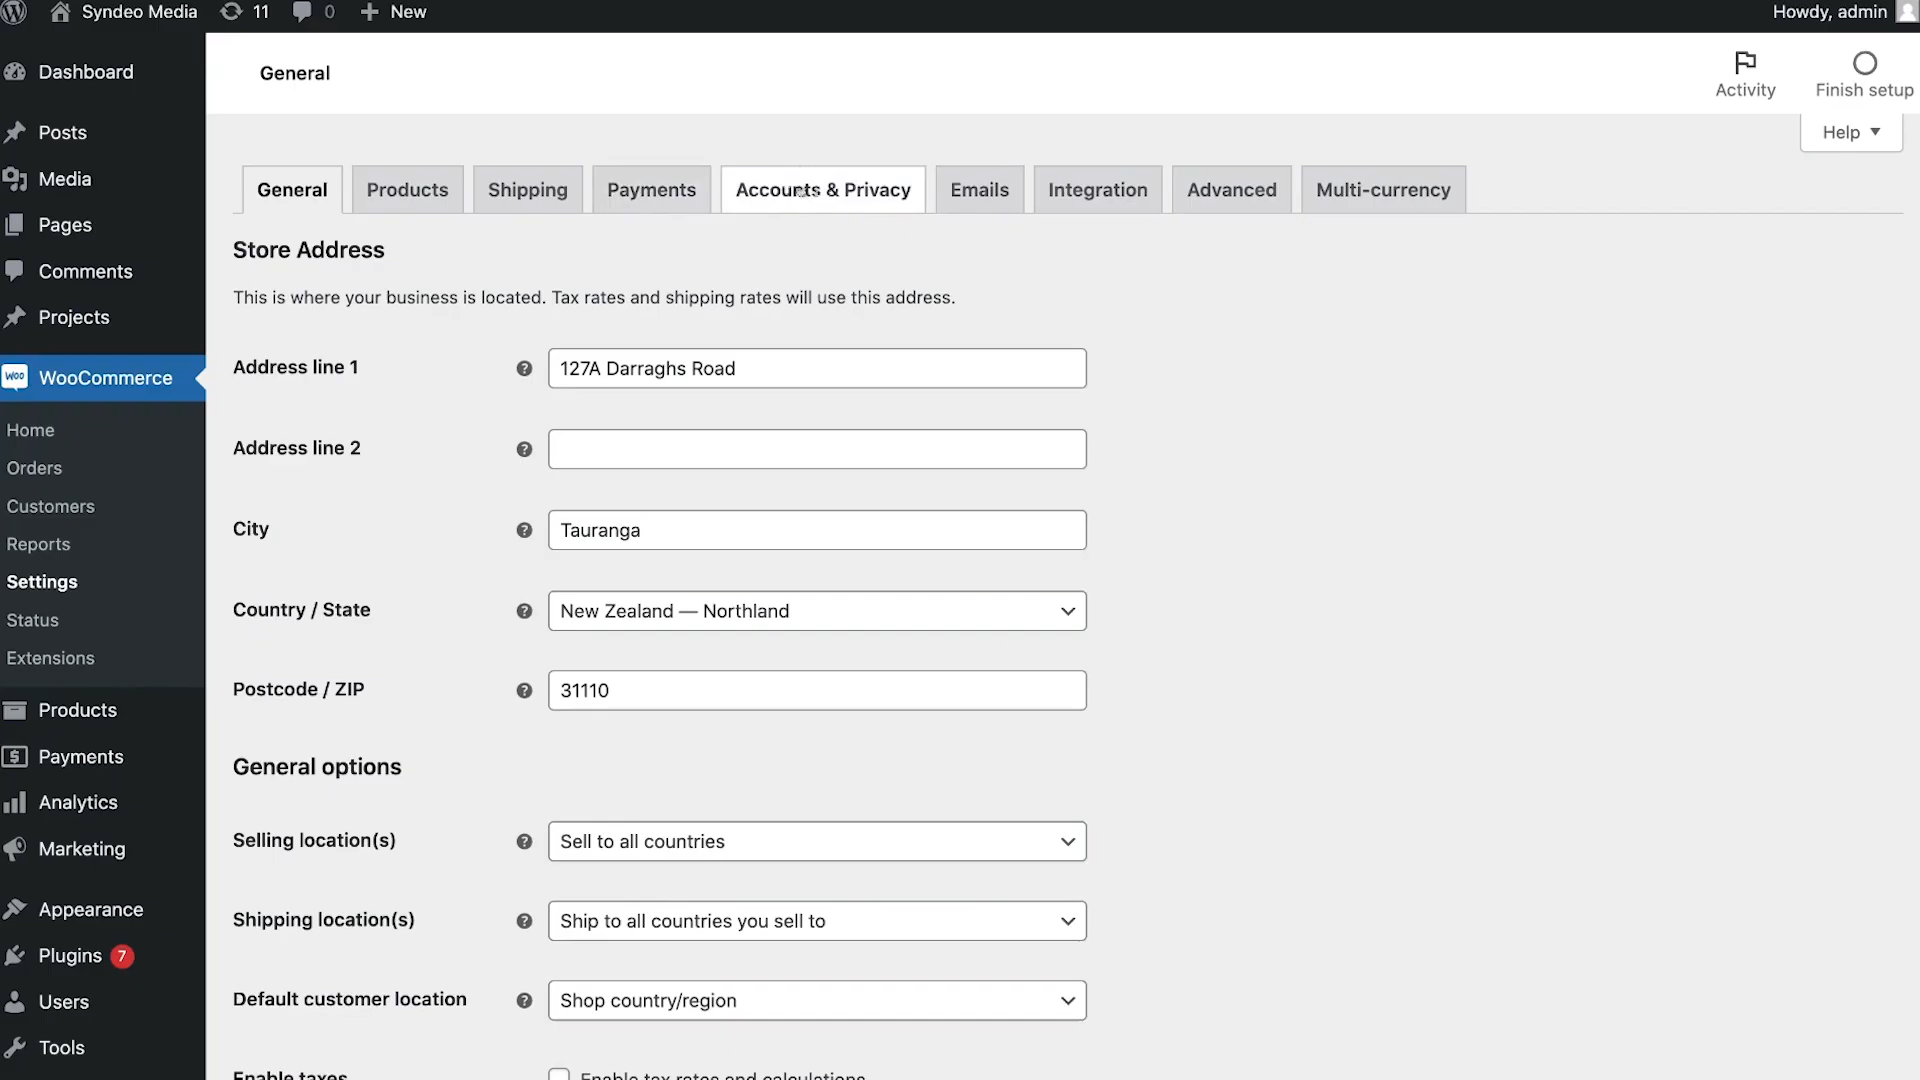 Syndeo Media 11 0 New Howdy, admin
Dashboard
Posts
Media
Pages
Comments
Projects
woo WooCommerce
Home
Orders
Customers
Reports
Settings
Status
Extensions
Products
Payments
Analytics
Marketing
Appearance
Plugins 7
Users
Tools
General
Activity
Finish setup
Help
General Products Shipping Payments Accounts & Privacy Emails Integration Advanced Multi-currency
Store Address
This is where your business is located. Tax rates and shipping rates will use this address.
Address line 1 127A Darraghs Road
Address line 2
City Tauranga
Country / State New Zealand — Northland
Postcode / ZIP 31110
General options
Selling location(s) Sell to all countries
Shipping location(s) Ship to all countries you sell to
Default customer location Shop country/region
Enable taxes Enable tax rates and calculations